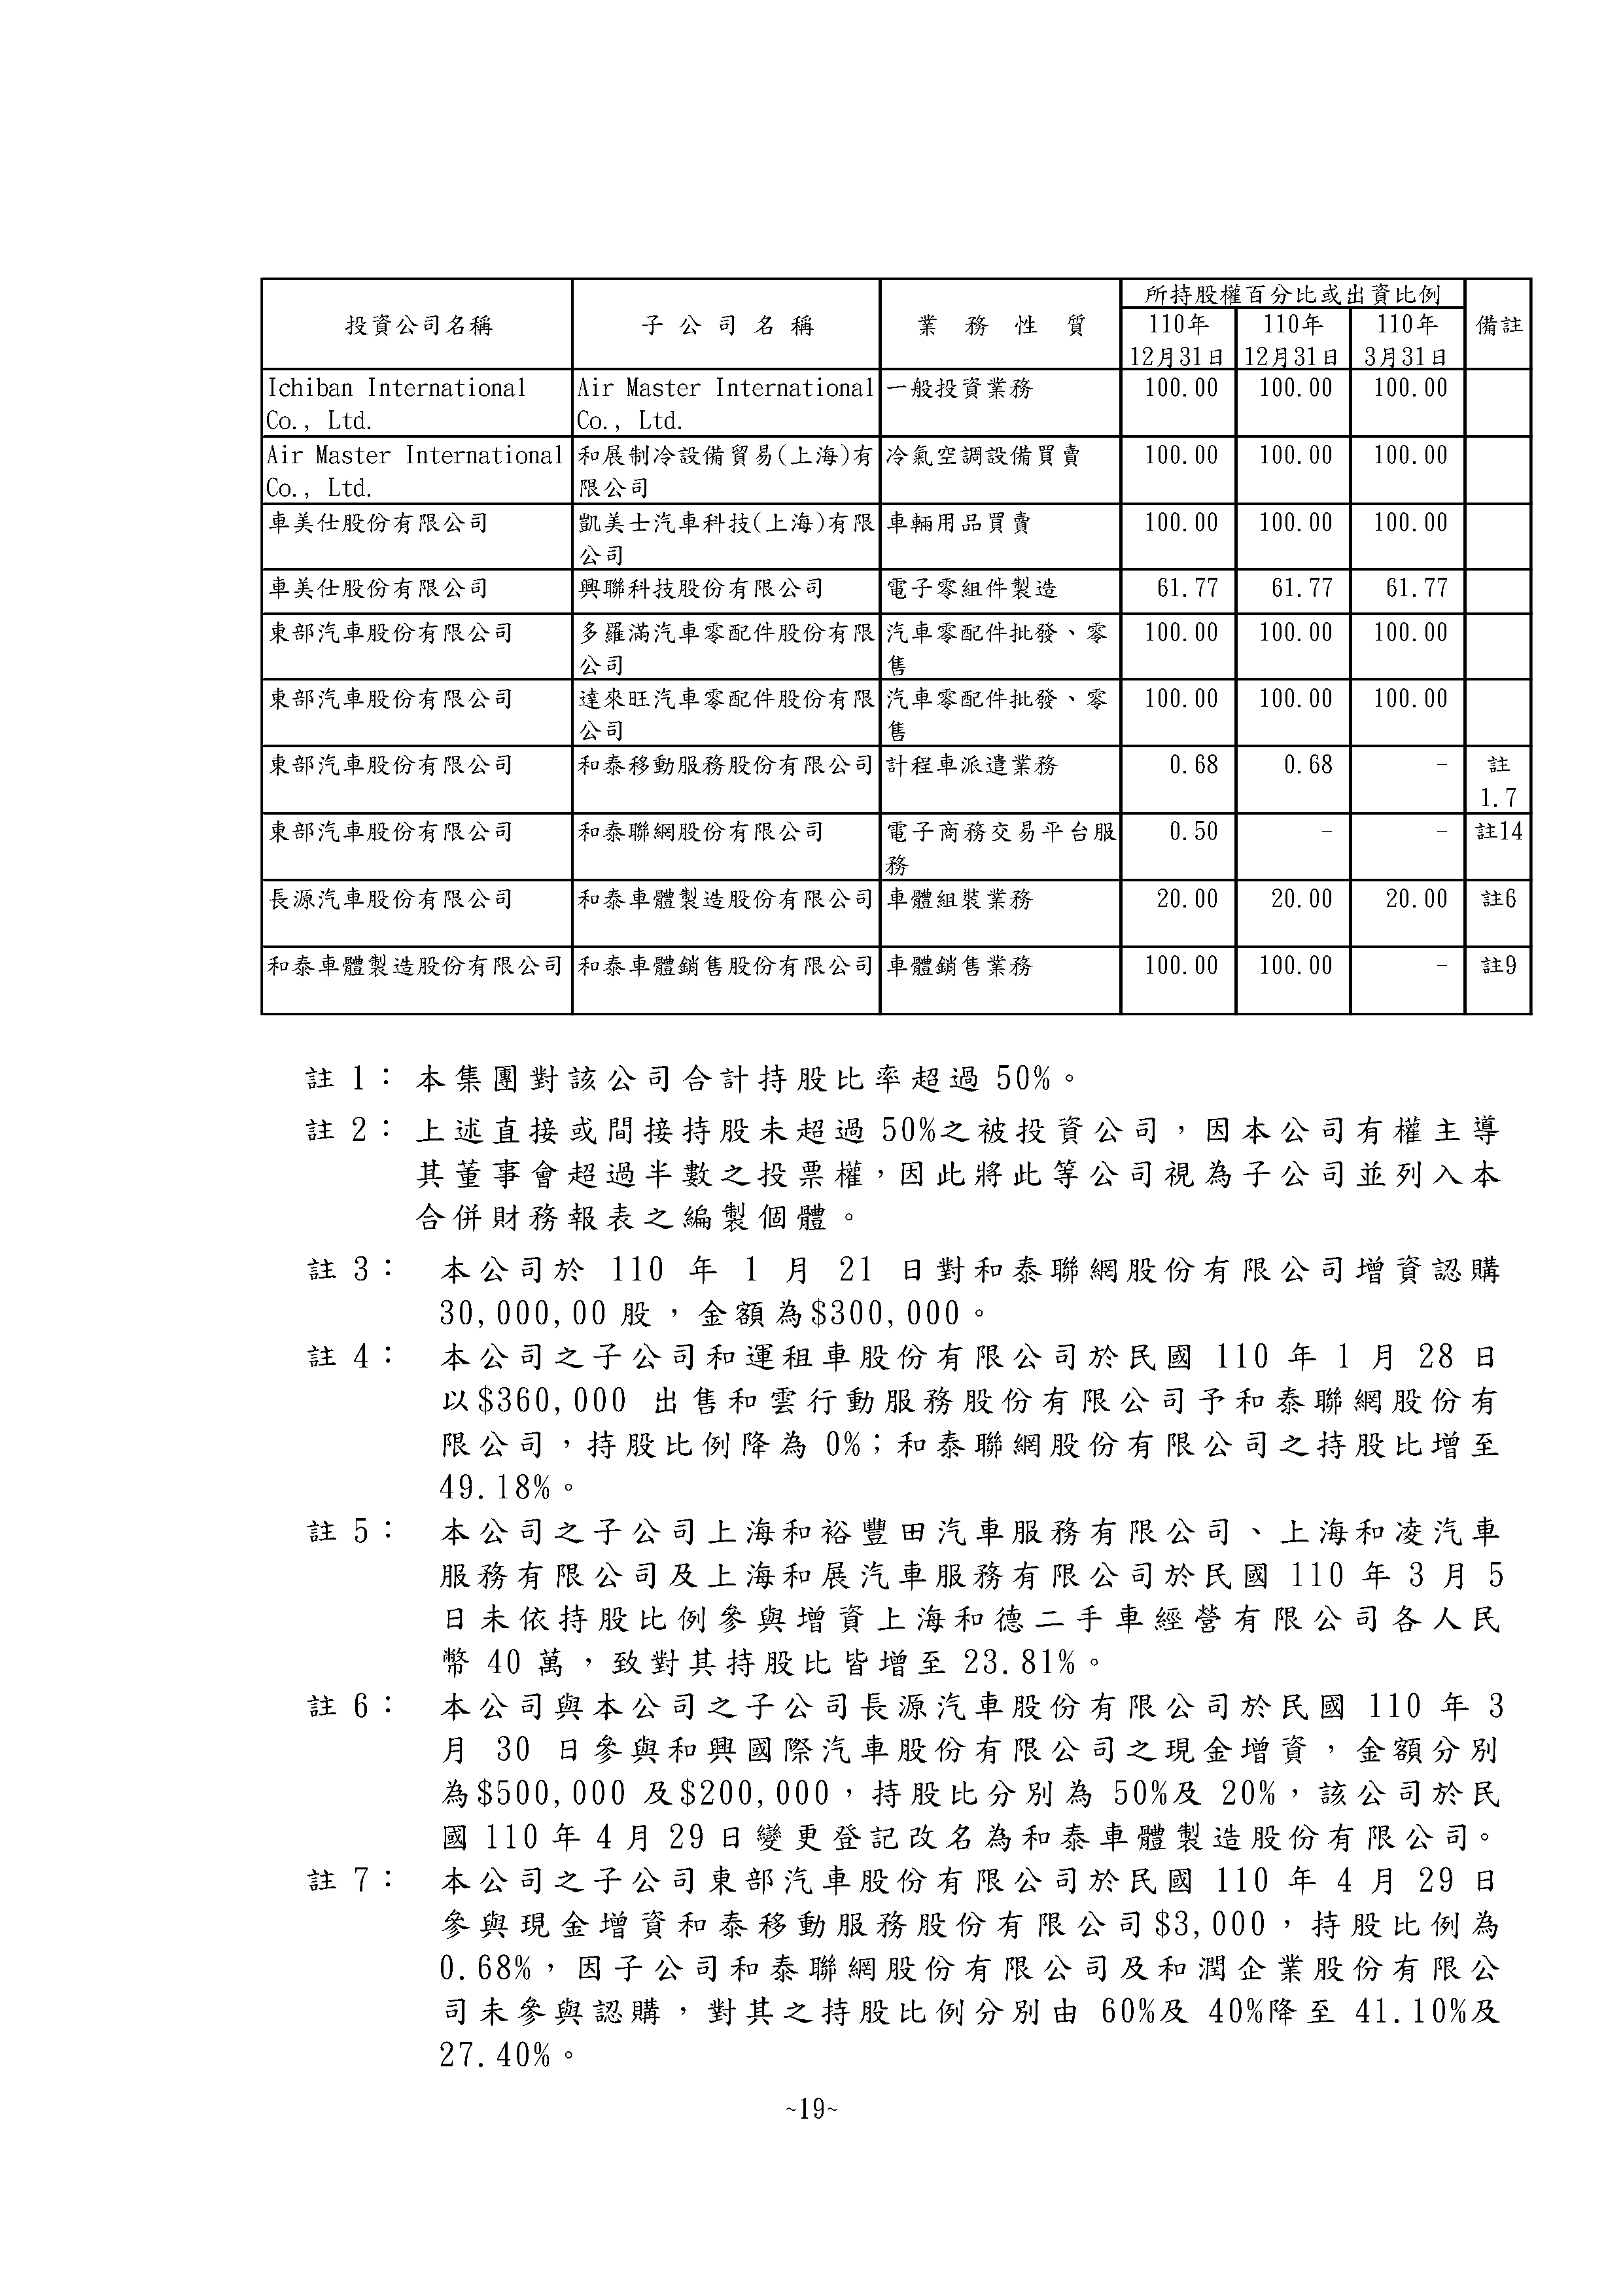 所持股權百分比或出資比例
投資公司名稱 子公司名稱 業務性質 110年 110年 110年 備註
12月31日 12月31日 3月31日
Ichiban International Air Master International 一般投資業務 100.00 100.00 100.00
Co., Ltd. Co., Ltd.
Air Master International 和展制冷設備貿易(上海)有 冷氣空調設備買賣 100.00 100.00 100.00
Co., Ltd. 限公司
車美仕股份有限公司 凱美士汽車科技(上海)有限 車輛用品買賣 100.00 100.00 100.00
公司
車美仕股份有限公司 興聯科技股份有限公司 電子零組件製造 61.77 61.77 61.77
東部汽車股份有限公司 多羅滿汽車零配件股份有限 汽車零配件批發、零 100.00 100.00 100.00
公司 售
東部汽車股份有限公司 達來旺汽車零配件股份有限 汽車零配件批發、零 100.00 100.00 100.00
公司 售
東部汽車股份有限公司 和泰移動服務股份有限公司 計程車派遣業務 0.68 0.68 - 註
1.7
東部汽車股份有限公司 和泰聯網股份有限公司 電子商務交易平台服 0.50 - - 註14
務
長源汽車股份有限公司 和泰車體製造股份有限公司 車體組裝業務 20.00 20.00 20.00 註6
和泰車體製造股份有限公司 和泰車體銷售股份有限公司 車體銷售業務 100.00 100.00 - 註9
註 1：本集團對該公司合計持股比率超過 50%。
註 2：上述直接或間接持股未超過 50%之被投資公司，因本公司有權主導
其董事會超過半數之投票權，因此將此等公司視為子公司並列入本
合併財務報表之編製個體。
註 3： 本公司於 110 年 1 月 21 日對和泰聯網股份有限公司增資認購
30,000,00 股，金額為$300,000。
註 4： 本公司之子公司和運租車股份有限公司於民國 110 年 1 月 28 日
以$360,000 出售和雲行動服務股份有限公司予和泰聯網股份有
限公司，持股比例降為 0%；和泰聯網股份有限公司之持股比增至
49.18%。
註 5： 本公司之子公司上海和裕豐田汽車服務有限公司、上海和凌汽車
服務有限公司及上海和展汽車服務有限公司於民國 110 年 3 月 5
日未依持股比例參與增資上海和德二手車經營有限公司各人民
幣 40 萬，致對其持股比皆增至 23.81%。
註 6： 本公司與本公司之子公司長源汽車股份有限公司於民國 110 年 3
月 30 日參與和興國際汽車股份有限公司之現金增資，金額分別
為$500,000 及$200,000，持股比分別為 50%及 20%，該公司於民
國 110 年 4 月 29 日變更登記改名為和泰車體製造股份有限公司。
註 7： 本公司之子公司東部汽車股份有限公司於民國 110 年 4 月 29 日
參與現金增資和泰移動服務股份有限公司$3,000，持股比例為
0.68%，因子公司和泰聯網股份有限公司及和潤企業股份有限公
司未參與認購，對其之持股比例分別由 60%及 40%降至 41.10%及
27.40%。
~19~